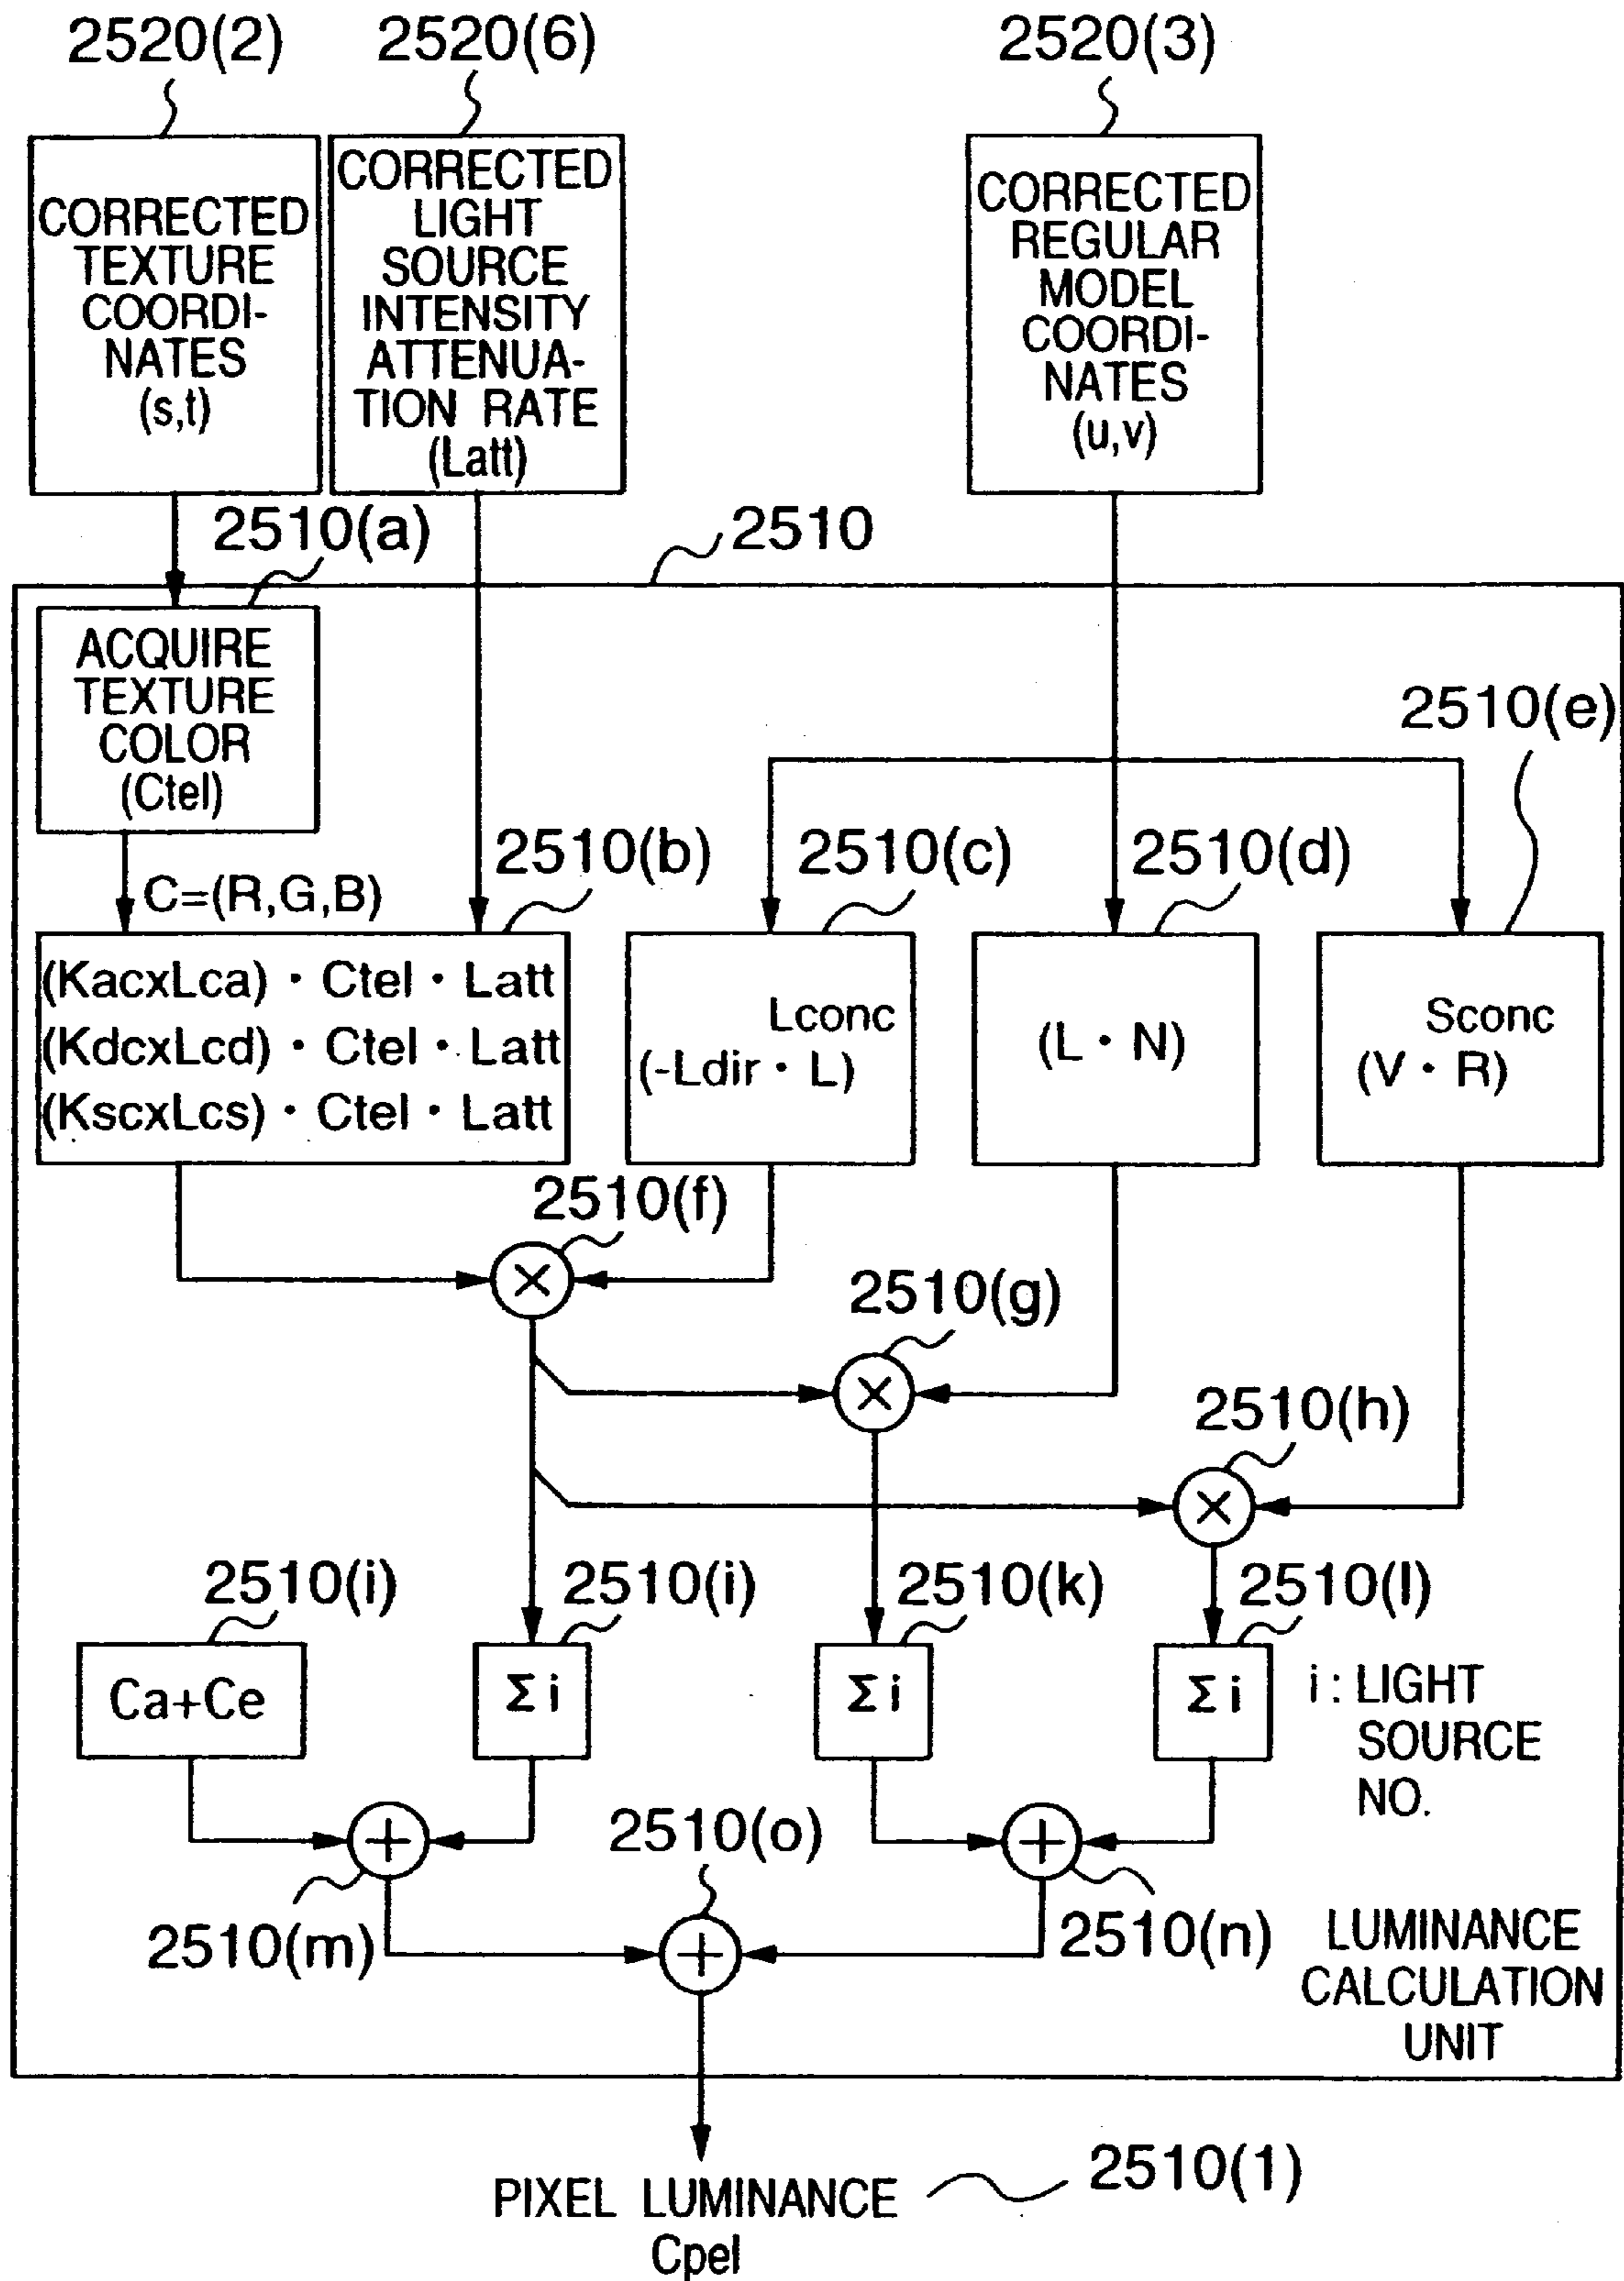 2520(2)
2520(6)
2520(3)
CORRECTED
TEXTURE
COORDI-
NATES
(s,t)
CORRECTED
LIGHT
SOURCE
INTENSITY
ATTENUA-
TION RATE
(Latt)
CORRECTED
REGULAR
MODEL
COORDI-
NATES
(u,v)
2510(a)
2510
ACQUIRE
TEXTURE
COLOR
(Ctel)
2510(e)
C=(R,G,B)
2510(b)
2510(c)
2510(d)
(KacxLca) · Ctel · Latt
(KdcxLcd) · Ctel · Latt
(KscxLcs) · Ctel · Latt
Lconc
(-Ldir · L)
(L · N)
Sconc
(V · R)
2510(f)
×
2510(g)
×
2510(h)
×
2510(i)
2510(i)
2510(k)
2510(l)
Ca+Ce
Σ i
Σ i
Σ i
i : LIGHT
SOURCE
NO.
+
2510(o)
+
2510(m)
+
2510(n)
LUMINANCE
CALCULATION
UNIT
PIXEL LUMINANCE
Cpel
2510(1)